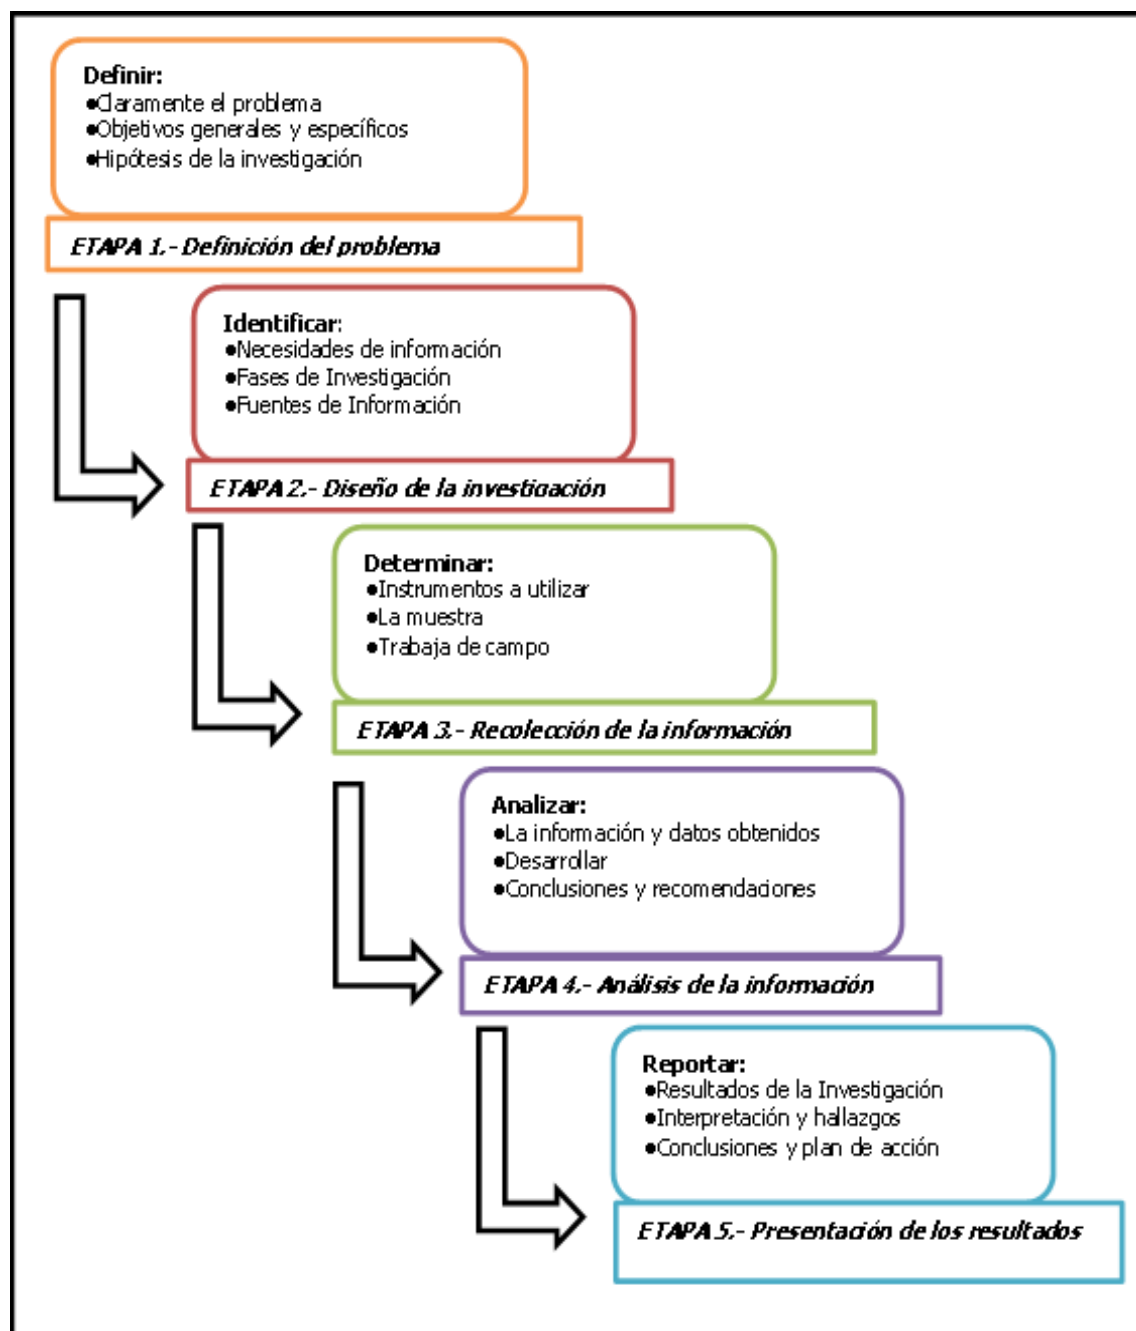 Definir:
●Claramente el problema
●Objetivos generales y específicos
●Hipótesis de la investigación
ETAPA 1.- Definición del problema
Identificar:
●Necesidades de información
●Fases de Investigación
●Fuentes de Información
ETAPA 2.- Diseño de la investigación
Determinar:
●Instrumentos a utilizar
●La muestra
●Trabaja de campo
ETAPA 3.- Recolección de la información
Analizar:
●La información y datos obtenidos
●Desarrollar
●Conclusiones y recomendaciones
ETAPA 4.- Análisis de la información
Reportar:
●Resultados de la Investigación
●Interpretación y hallazgos
●Conclusiones y plan de acción
ETAPA 5.- Presentación de los resultados